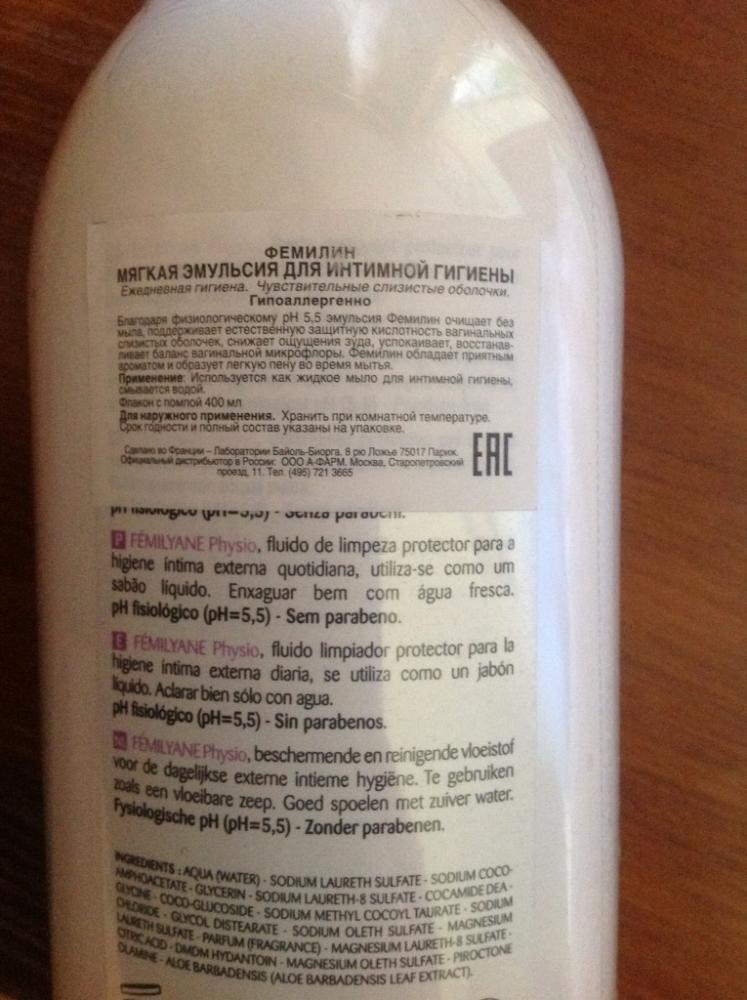 ФЕМИЛИН
МЯГКАЯ ЭМУЛЬСИЯ ДЛЯ ИНТИМНОЙ ГИГИЕНЫ
Ежедневная гигиена. Чувствительные слизистые оболочки.
Гипоаллергенно
Благодаря физиологическому pH 5,5 эмульсия Фемилин очищает без
мыла, поддерживает естественную защитную кислотность вагинальных
слизистых оболочек, снижает ощущения зуда, успокаивает, восстанав-
ливает баланс вагинальной микрофлоры. Фемилин обладает приятным
ароматом и образует легкую пену во время мытья.
Применение: Используется как жидкое мыло для интимной гигиены,
смывается водой.
Флакон с помпой 400 мл
Для наружного применения. Хранить при комнатной температуре.
Срок годности и полный состав указаны на упаковке.
Сделано во Франции – Лаборатории Байоль-Биорга. 8 рю Ложье 75017 Париж.
Официальный дистрибьютор в России: ООО А-ФАРМ. Москва, Старопетровский
проезд, 11. Тел. (495) 721 3665
EAC
pH fisiologico (pH=5,5) - Senza parabeni.
P FÉMILYANE Physio, fluido de limpeza protector para a
higiene íntima externa quotidiana, utiliza-se como um
sabão líquido. Enxaguar bem com água fresca.
pH fisiológico (pH=5,5) - Sem parabeno.
E FÉMILYANE Physio, fluido limpiador protector para la
higiene íntima externa diaria, se utiliza como un jabón
líquido. Aclarar bien sólo con agua.
pH fisiológico (pH=5,5) - Sin parabenos.
NL FÉMILYANE Physio, beschermende en reinigende vloeistof
voor de dagelijkse externe intieme hygiëne. Te gebruiken
zoals een vloeibare zeep. Goed spoelen met zuiver water.
Fysiologische pH (pH=5,5) - Zonder parabenen.
INGREDIENTS : AQUA (WATER) - SODIUM LAURETH SULFATE - SODIUM COCO-
AMPHOACETATE - GLYCERIN - SODIUM LAURETH-8 SULFATE - COCAMIDE DEA -
GLYCINE - COCO-GLUCOSIDE - SODIUM METHYL COCOYL TAURATE - SODIUM
CHLORIDE - GLYCOL DISTEARATE - SODIUM OLETH SULFATE - MAGNESIUM
LAURETH SULFATE - PARFUM (FRAGRANCE) - MAGNESIUM LAURETH-8 SULFATE -
CITRIC ACID - DMDM HYDANTOIN - MAGNESIUM OLETH SULFATE - PIROCTONE
OLAMINE - ALOE BARBADENSIS (ALOE BARBADENSIS LEAF EXTRACT).